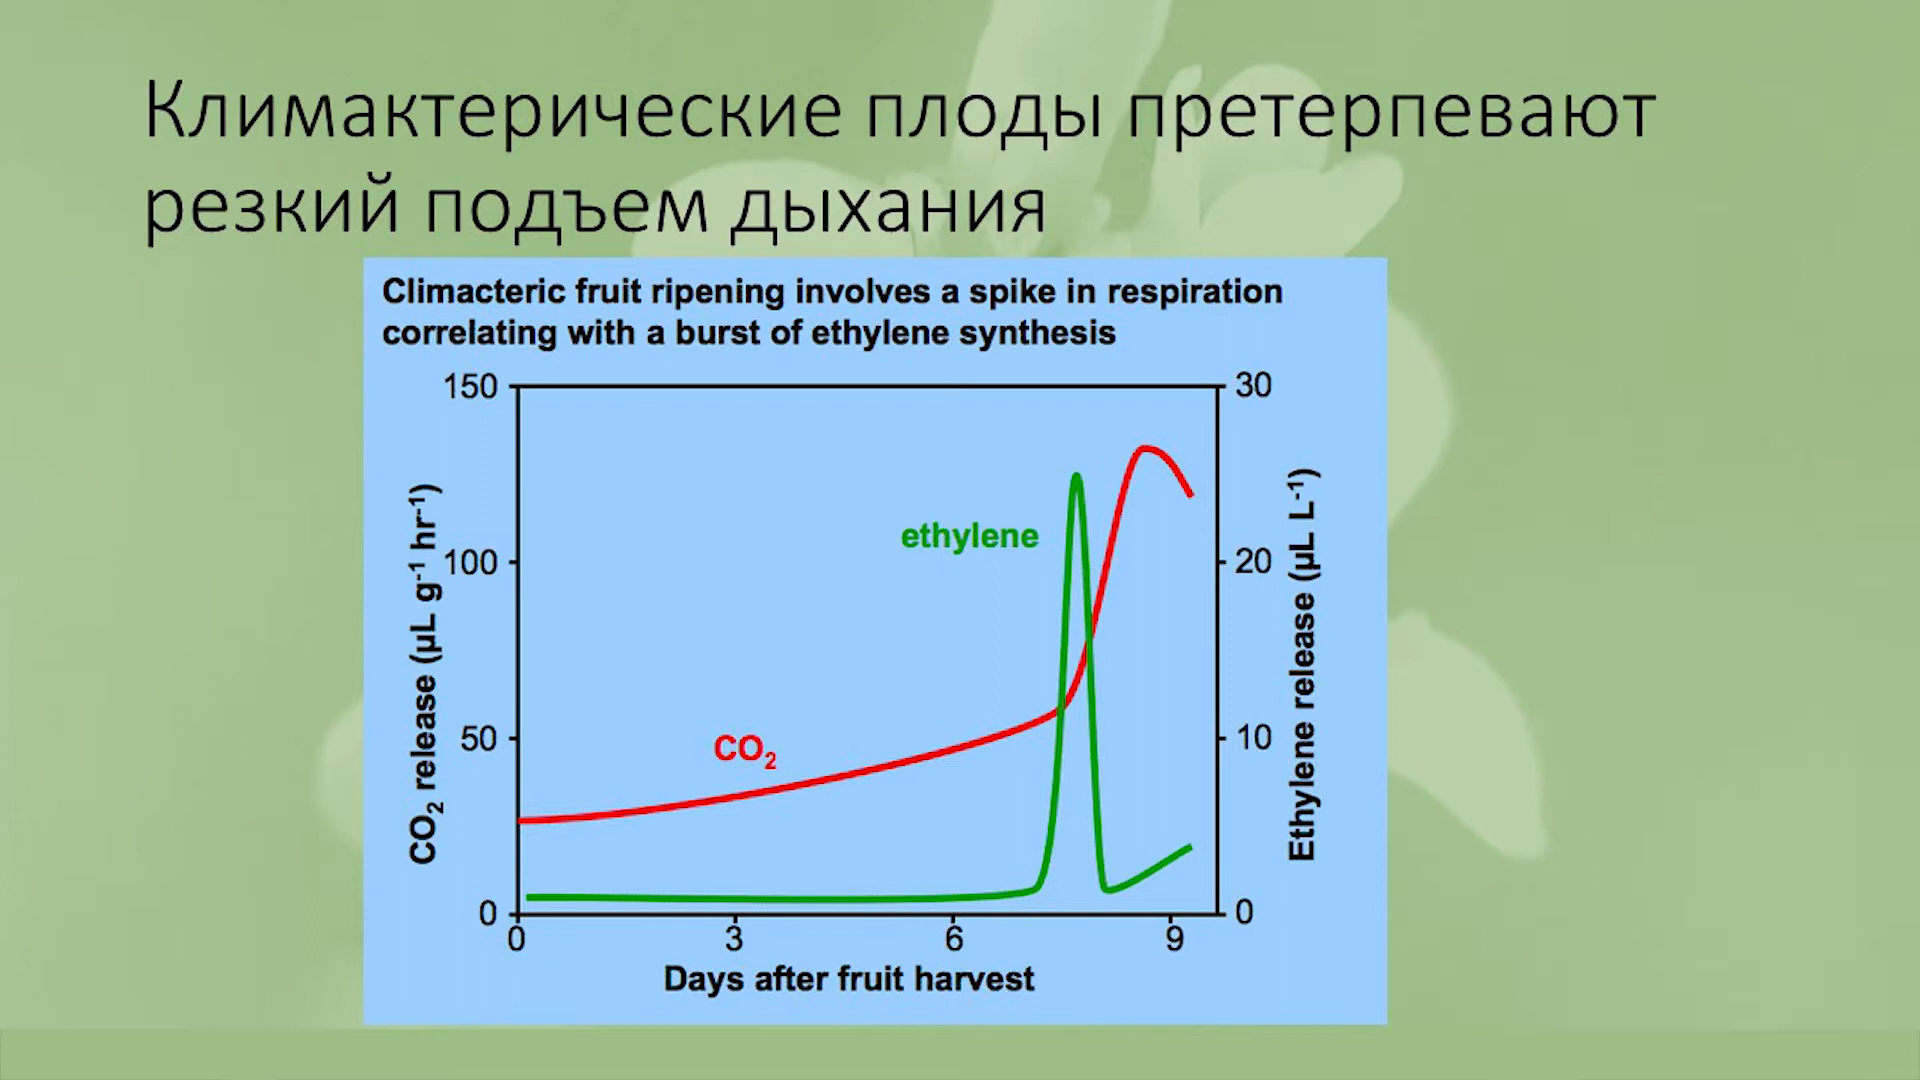 Климактерические плоды претерпевают
резкий подъем дыхания
Climacteric fruit ripening involves a spike in respiration
correlating with a burst of ethylene synthesis
150
100
50
0
30
20
10
0
CO₂ release (µL g⁻¹ hr⁻¹)
Ethylene release (µL L⁻¹)
ethylene
CO₂
0 3 6 9
Days after fruit harvest